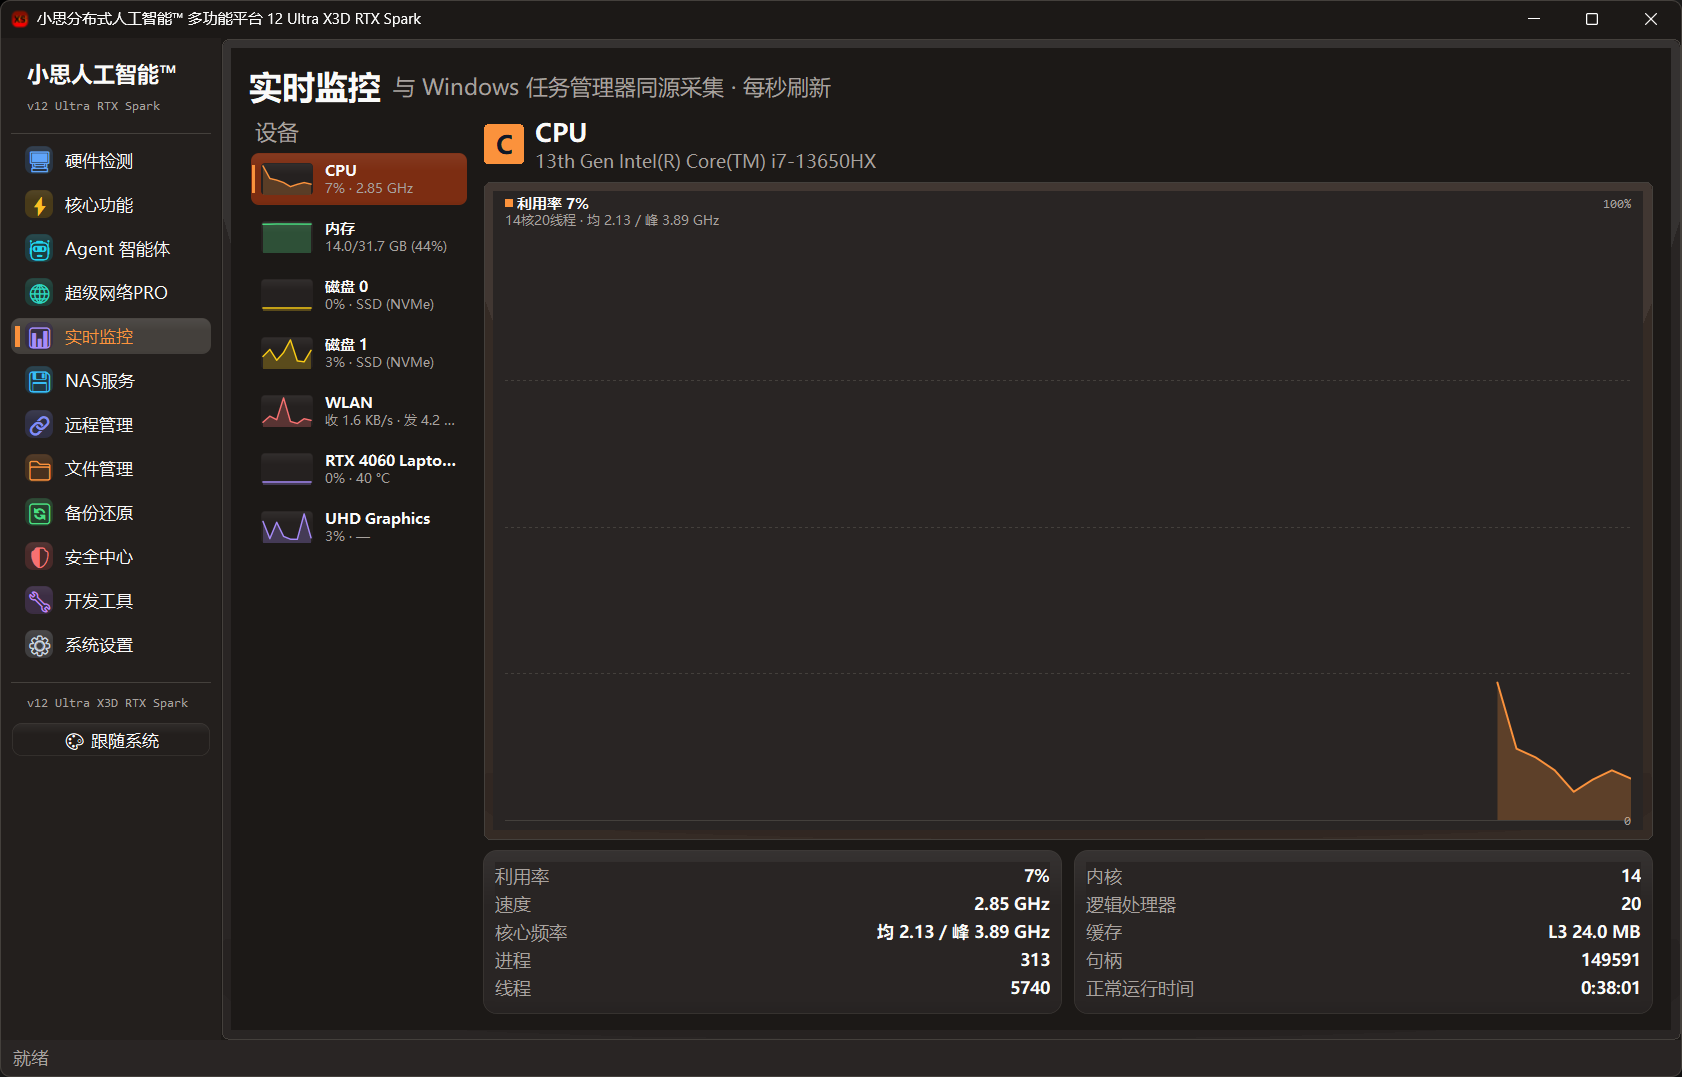 小思分布式人工智能™ 多功能平台 12 Ultra X3D RTX Spark
小思人工智能™
v12 Ultra RTX Spark
硬件检测
核心功能
Agent 智能体
超级网络PRO
实时监控
NAS服务
远程管理
文件管理
备份还原
安全中心
开发工具
系统设置
v12 Ultra X3D RTX Spark
跟随系统
实时监控 与 Windows 任务管理器同源采集 · 每秒刷新
设备
CPU
7% · 2.85 GHz
内存
14.0/31.7 GB (44%)
磁盘 0
0% · SSD (NVMe)
磁盘 1
3% · SSD (NVMe)
WLAN
收 1.6 KB/s · 发 4.2 ...
RTX 4060 Lapto...
0% · 40 °C
UHD Graphics
3% · —
C
CPU
13th Gen Intel(R) Core(TM) i7-13650HX
利用率 7%
100%
14核20线程 · 均 2.13 / 峰 3.89 GHz
0
利用率 7%
速度 2.85 GHz
核心频率 均 2.13 / 峰 3.89 GHz
进程 313
线程 5740
内核 14
逻辑处理器 20
缓存 L3 24.0 MB
句柄 149591
正常运行时间 0:38:01
就绪